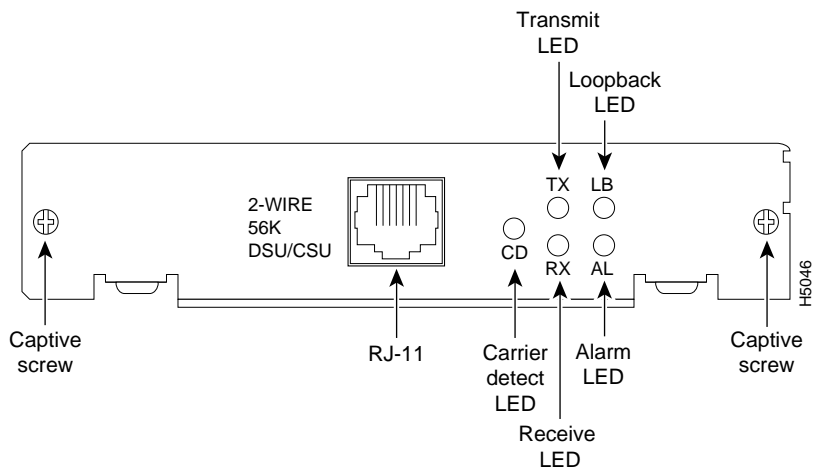 Transmit
LED
Loopback
LED
TX LB
2-WIRE
56K
DSU/CSU
CD
RX AL
H5046
Captive
screw
RJ-11
Carrier
detect
LED
Alarm
LED
Captive
screw
Receive
LED